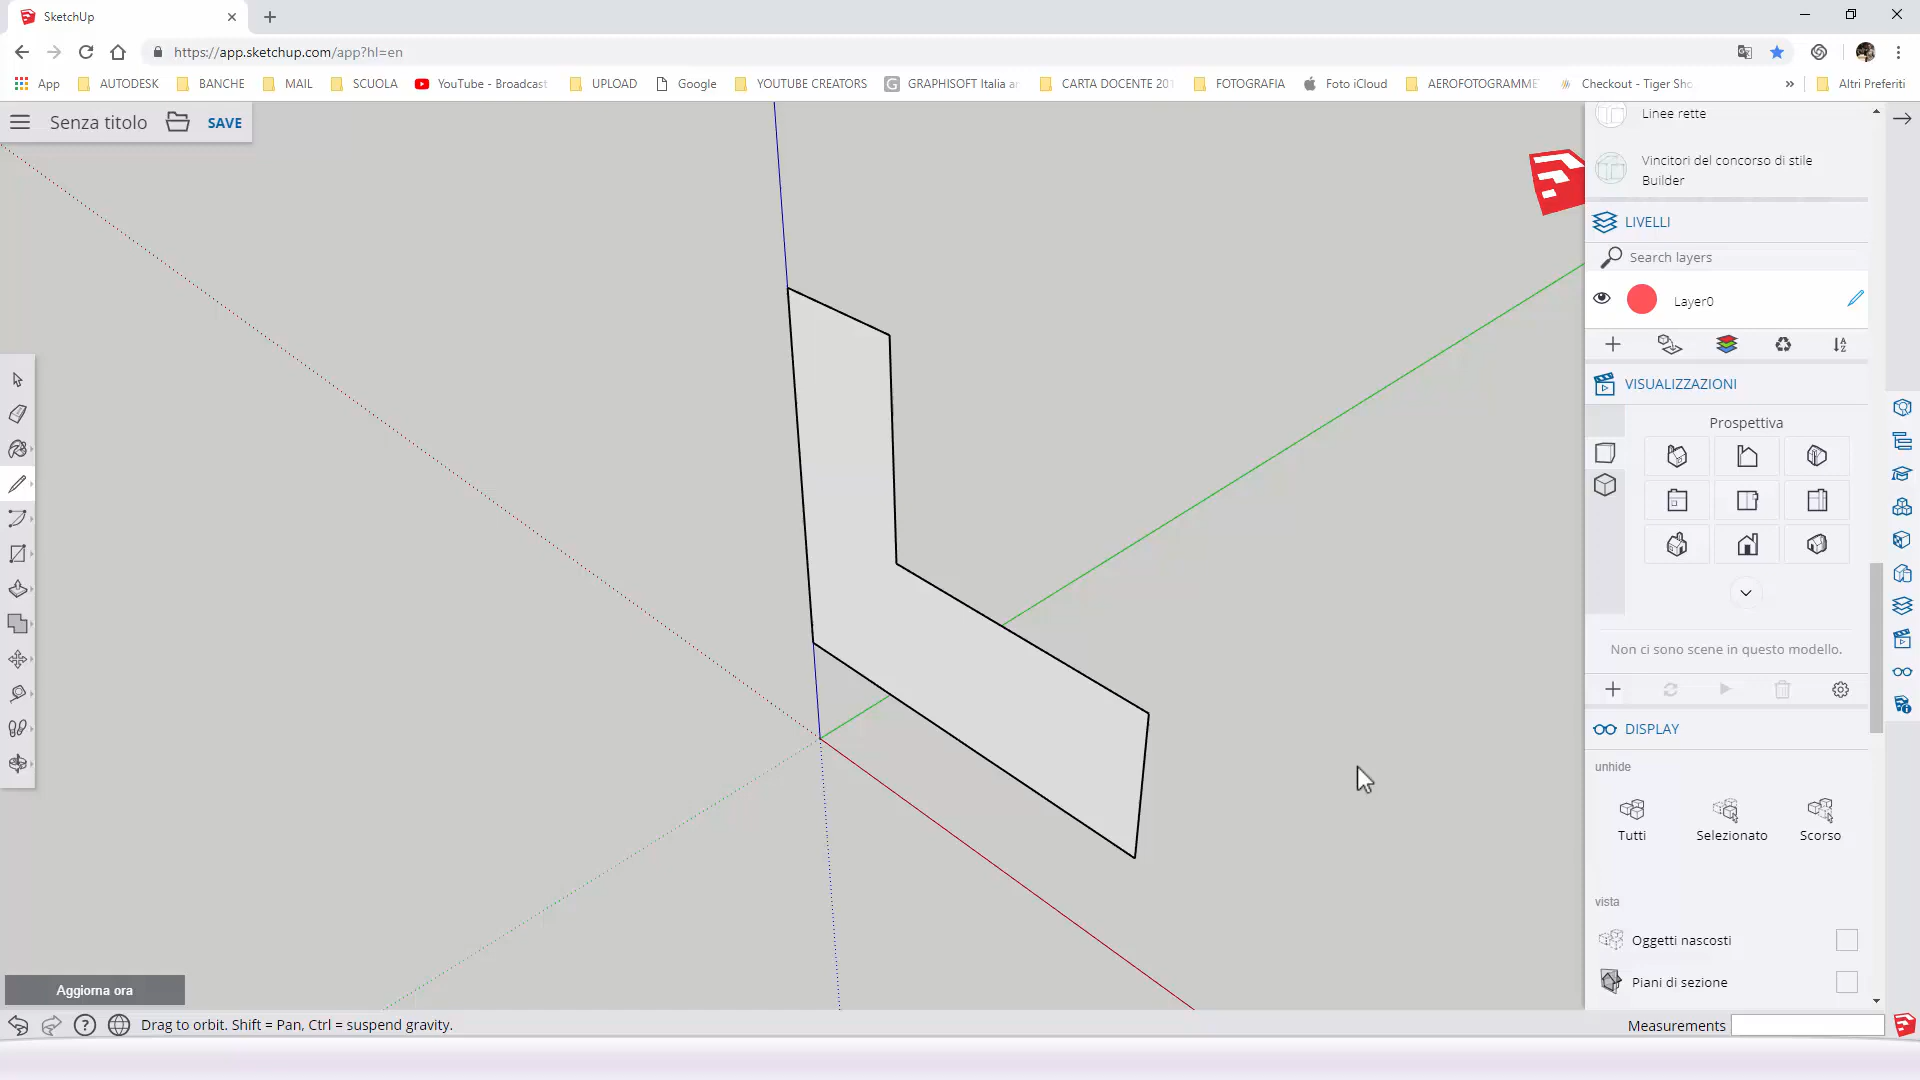 SketchUp
https://app.sketchup.com/app?hl=en
App AUTODESK BANCHE MAIL SCUOLA YouTube - Broadcast UPLOAD Google YOUTUBE CREATORS GRAPHISOFT Italia ar CARTA DOCENTE 201 FOTOGRAFIA Foto iCloud AEROFOTOGRAMME Checkout - Tiger Sho » Altri Preferiti
Senza titolo SAVE
Linee rette
Vincitori del concorso di stile
Builder
LIVELLI
Search layers
Layer0
VISUALIZZAZIONI
Prospettiva
Non ci sono scene in questo modello.
DISPLAY
unhide
Tutti Selezionato Scorso
vista
Oggetti nascosti
Piani di sezione
Aggiorna ora
Drag to orbit. Shift = Pan, Ctrl = suspend gravity.
Measurements